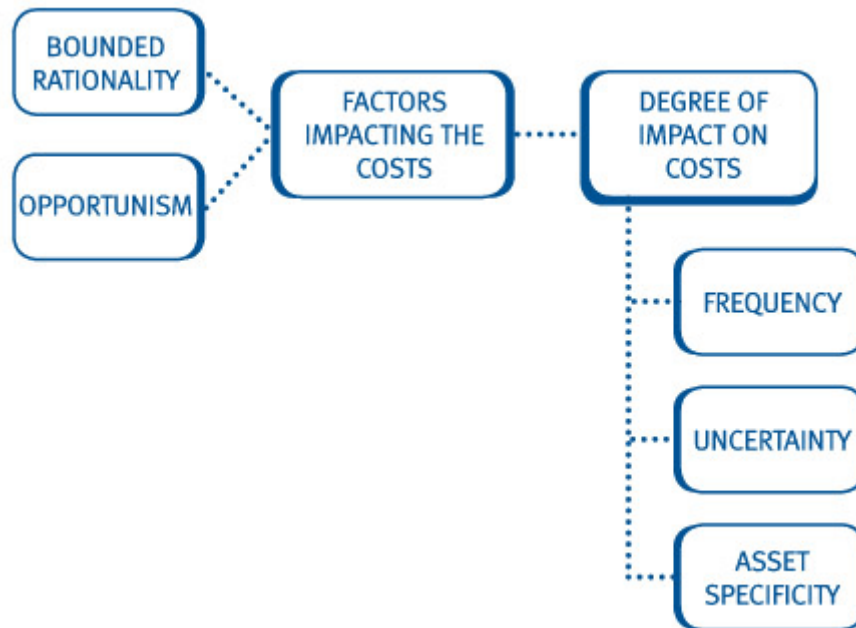 BOUNDED
RATIONALITY
OPPORTUNISM
FACTORS
IMPACTING THE
COSTS
DEGREE OF
IMPACT ON
COSTS
FREQUENCY
UNCERTAINTY
ASSET
SPECIFICITY